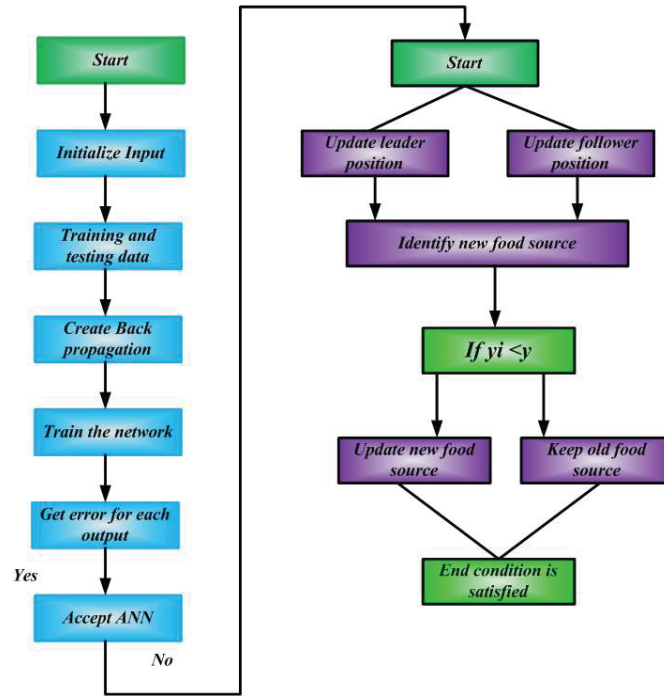 Start
Initialize Input
Training and
testing data
Create Back
propagation
Train the network
Get error for each
output
Yes
Accept ANN
No
Start
Update leader
position
Update follower
position
Identify new food source
If yi <y
Update new food
source
Keep old food
source
End condition is
satisfied